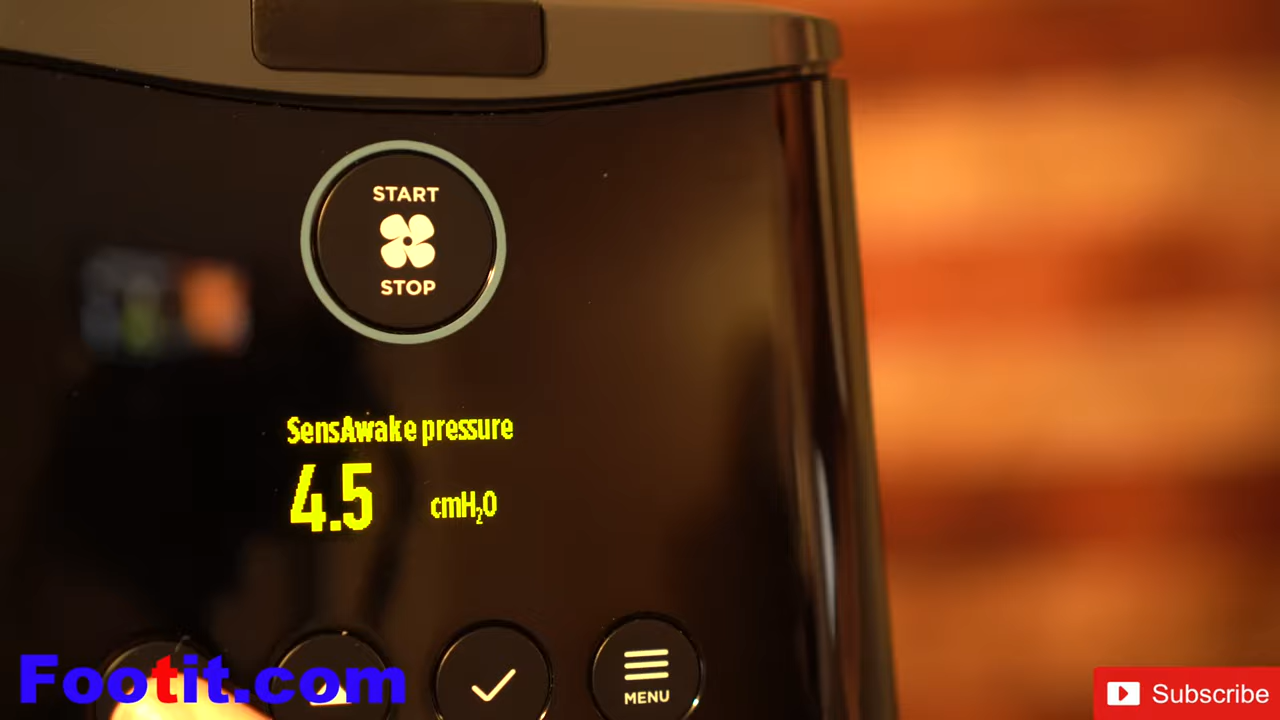 START
STOP
SensAwake pressure
4.5 cmH₂O
MENU
Footit.com
Subscribe